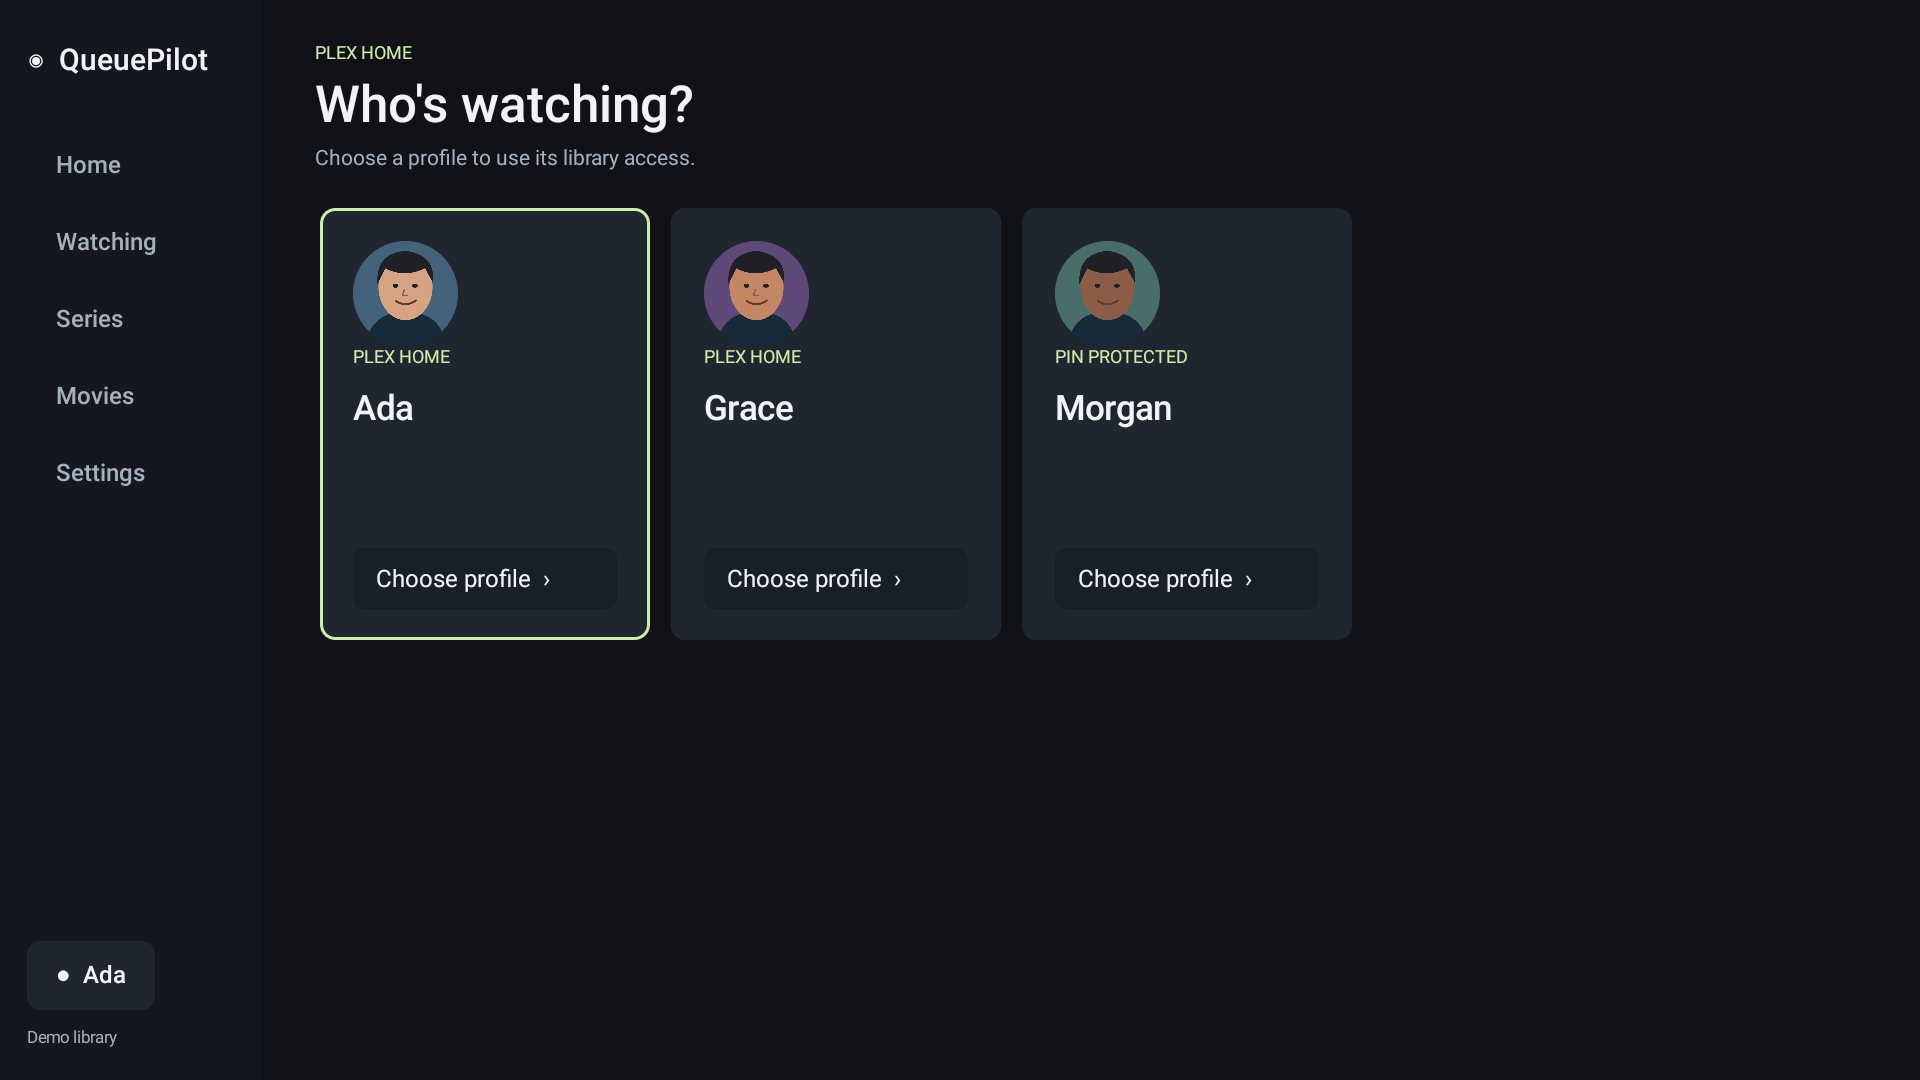 QueuePilot
Home
Watching
Series
Movies
Settings
Ada
Demo library
PLEX HOME
Who's watching?
Choose a profile to use its library access.
PLEX HOME
Ada
Choose profile ›
PLEX HOME
Grace
Choose profile ›
PIN PROTECTED
Morgan
Choose profile ›